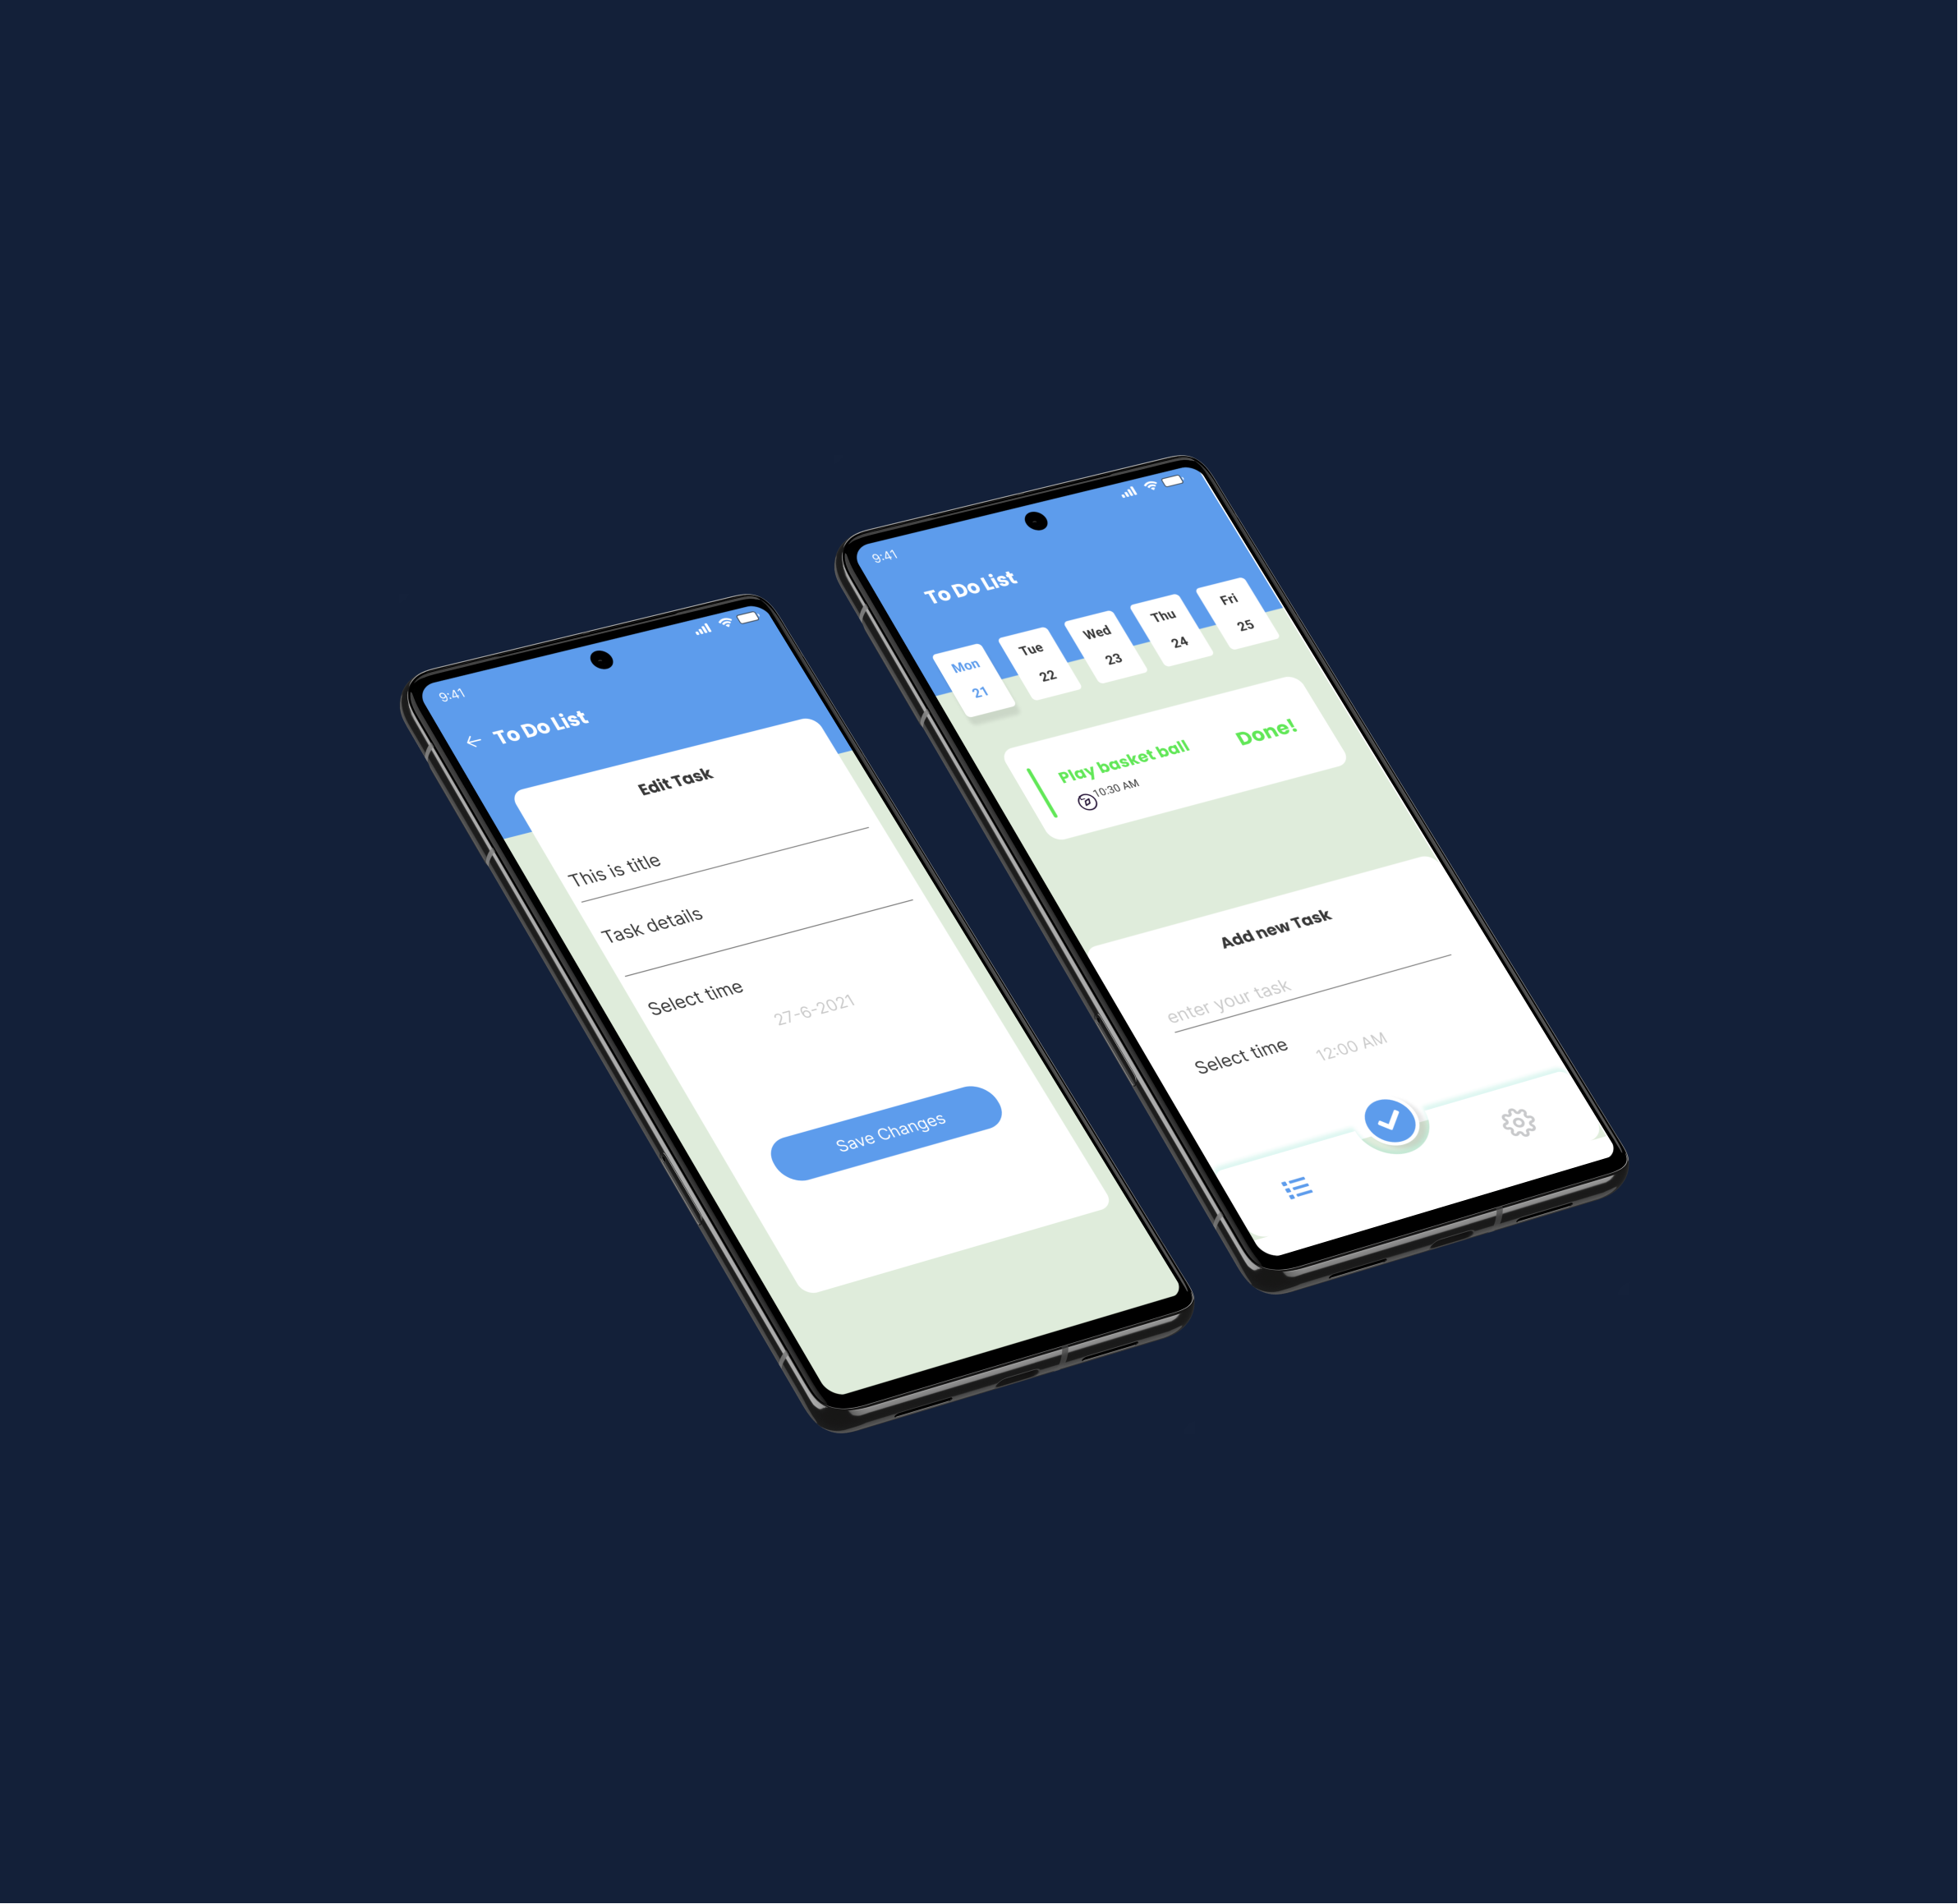 9:41
To Do List
Edit Task
This is title
Task details
Select time
27-6-2021
Save Changes
9:41
To Do List
Mon Tue Wed Thu Fri
21 22 23 24 25
Play basket ball
Done!
10:30 AM
Add new Task
enter your task
Select time
12:00 AM